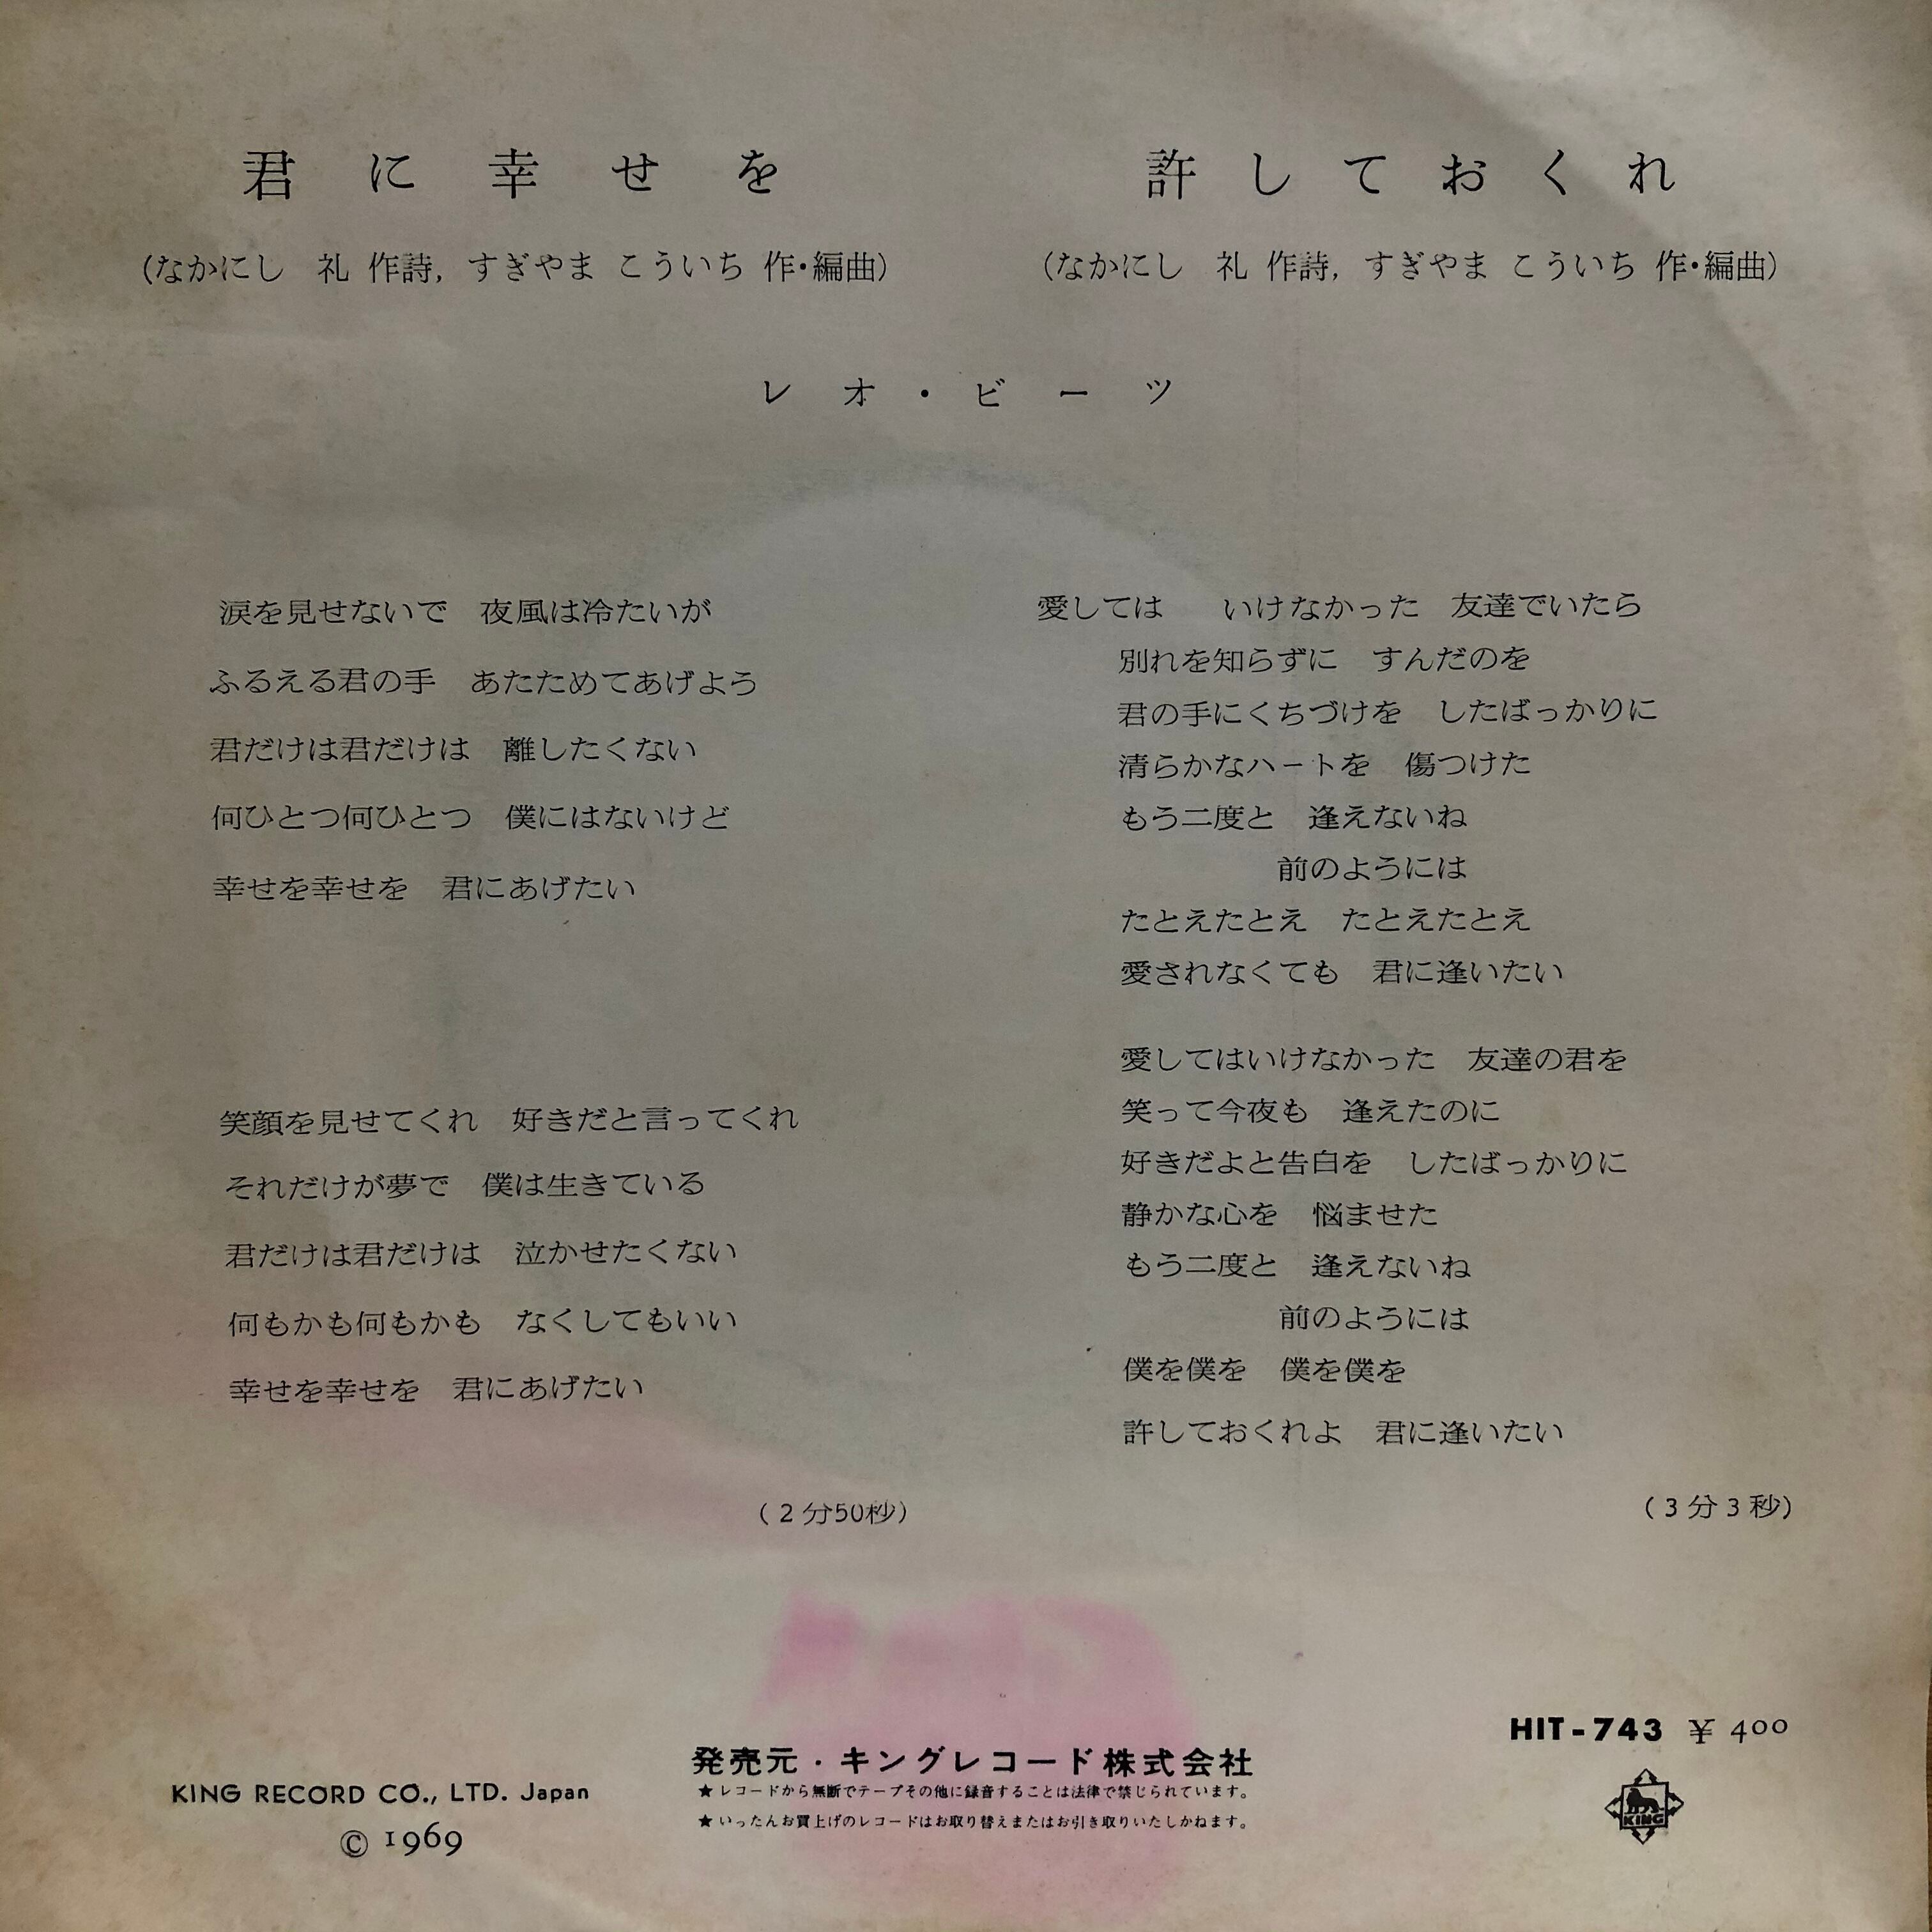 君に幸せを
(なかにし　礼 作詩, すぎやま こういち 作・編曲)
許しておくれ
(なかにし　礼 作詩, すぎやま こういち 作・編曲)
レオ・ビーツ
涙を見せないで　夜風は冷たいが
ふるえる君の手　あたためてあげよう
君だけは君だけは　離したくない
何ひとつ何ひとつ　僕にはないけど
幸せを幸せを　君にあげたい
笑顔を見せてくれ　好きだと言ってくれ
それだけが夢で　僕は生きている
君だけは君だけは　泣かせたくない
何もかも何もかも　なくしてもいい
幸せを幸せを　君にあげたい
(2分50秒)
愛しては　いけなかった　友達でいたら
別れを知らずに　すんだのを
君の手にくちづけを　したばっかりに
清らかなハートを　傷つけた
もう二度と　逢えないね
前のようには
たとえたとえ　たとえたとえ
愛されなくても　君に逢いたい
愛してはいけなかった　友達の君を
笑って今夜も　逢えたのに
好きだよと告白を　したばっかりに
静かな心を　悩ませた
もう二度と　逢えないね
前のようには
僕を僕を　僕を僕を
許しておくれよ　君に逢いたい
(3分3秒)
HIT-743 ¥400
KING
発売元・キングレコード株式会社
★レコードから無断でテープその他に録音することは法律で禁じられています。
★いったんお買上げのレコードはお取り替えまたはお引き取りいたしかねます。
KING RECORD CO., LTD. Japan
© 1969